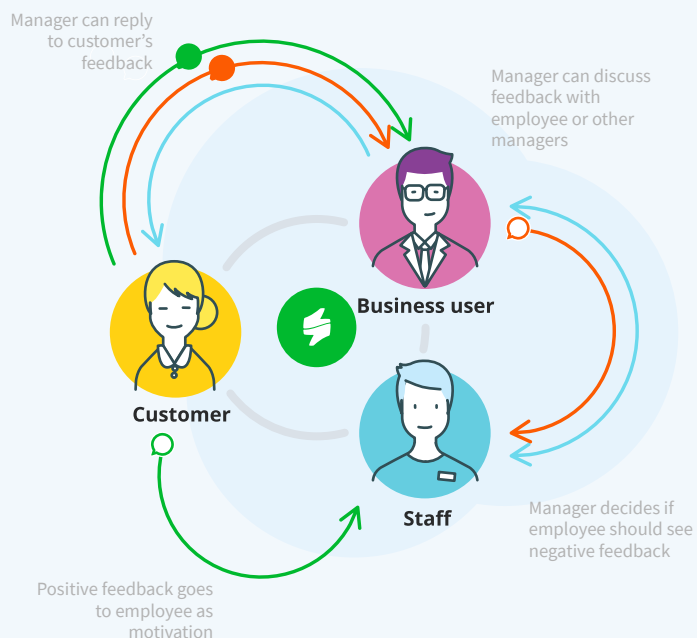 Manager can reply
to customer's
feedback
Manager can discuss
feedback with
employee or other
managers
Business user
Customer
Staff
Manager decides if
employee should see
negative feedback
Positive feedback goes
to employee as
motivation